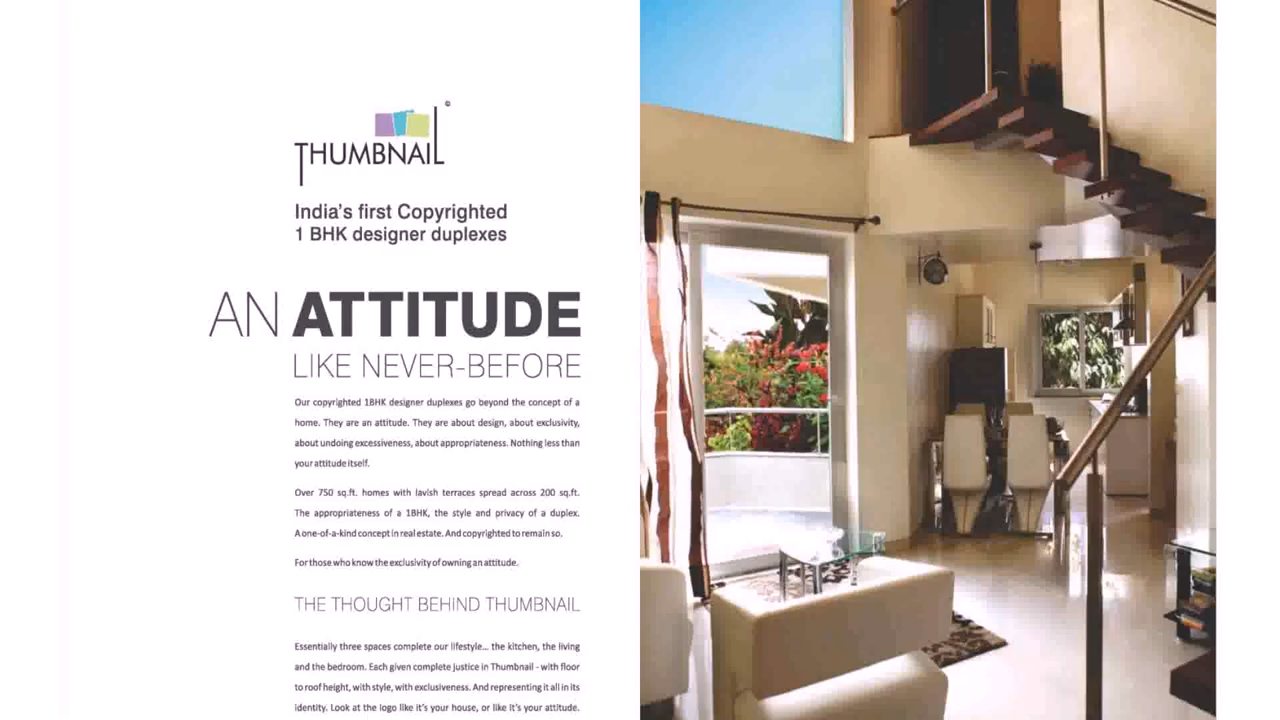 ©
THUMBNAIL
India's first Copyrighted
1 BHK designer duplexes
AN ATTITUDE
LIKE NEVER-BEFORE
Our copyrighted 1BHK designer duplexes go beyond the concept of a
home. They are an attitude. They are about design, about exclusivity,
about undoing excessiveness, about appropriateness. Nothing less than
your attitude itself.
Over 750 sq.ft. homes with lavish terraces spread across 200 sq.ft.
The appropriateness of a 1BHK, the style and privacy of a duplex.
A one-of-a-kind concept in real estate. And copyrighted to remain so.
For those who know the exclusivity of owning an attitude.
THE THOUGHT BEHIND THUMBNAIL
Essentially three spaces complete our lifestyle... the kitchen, the living
and the bedroom. Each given complete justice in Thumbnail - with floor
to roof height, with style, with exclusiveness. And representing it all in its
identity. Look at the logo like it's your house, or like it's your attitude.